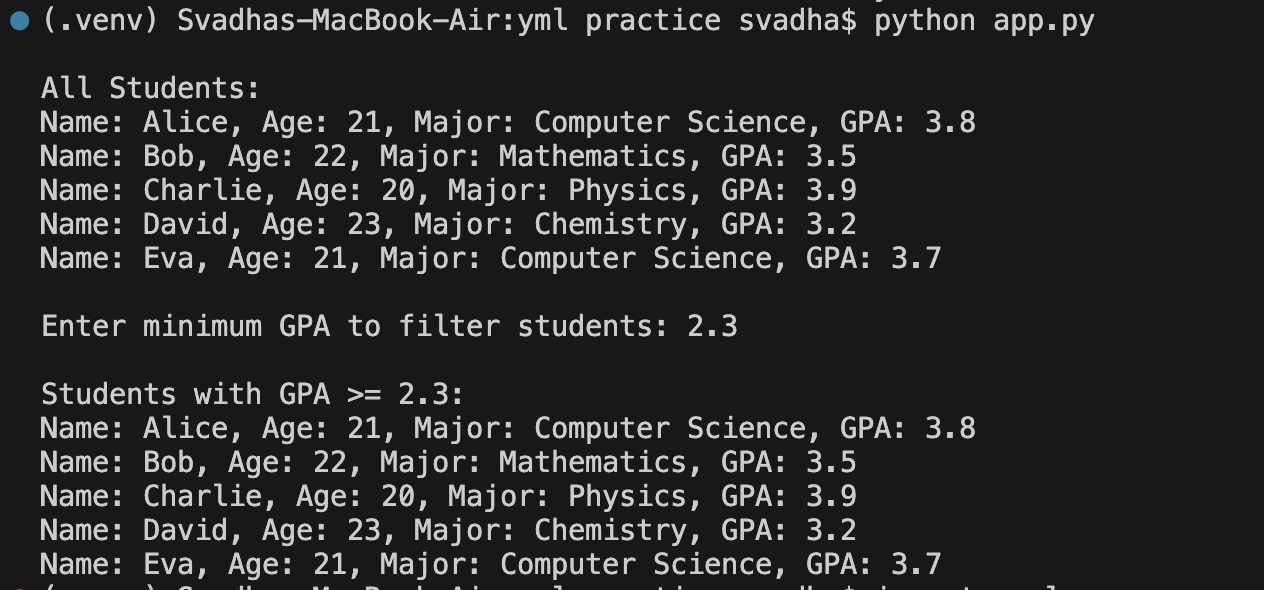 (.venv) Svadhas-MacBook-Air:yml practice svadha$ python app.py
All Students:
Name: Alice, Age: 21, Major: Computer Science, GPA: 3.8
Name: Bob, Age: 22, Major: Mathematics, GPA: 3.5
Name: Charlie, Age: 20, Major: Physics, GPA: 3.9
Name: David, Age: 23, Major: Chemistry, GPA: 3.2
Name: Eva, Age: 21, Major: Computer Science, GPA: 3.7
Enter minimum GPA to filter students: 2.3
Students with GPA >= 2.3:
Name: Alice, Age: 21, Major: Computer Science, GPA: 3.8
Name: Bob, Age: 22, Major: Mathematics, GPA: 3.5
Name: Charlie, Age: 20, Major: Physics, GPA: 3.9
Name: David, Age: 23, Major: Chemistry, GPA: 3.2
Name: Eva, Age: 21, Major: Computer Science, GPA: 3.7